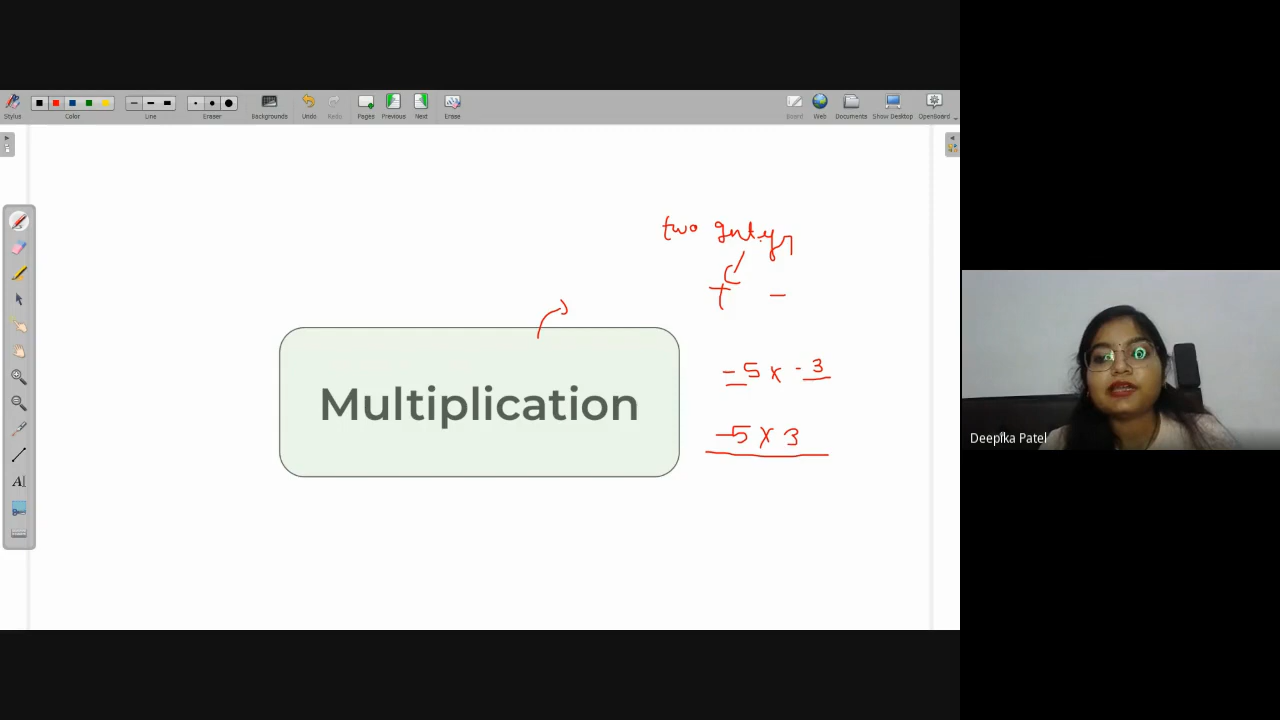 Stylus Color Line Eraser Backgrounds Undo Redo Pages Previous Next Erase Board Web Documents Show Desktop OpenBoard
two
+ -
Multiplication
-5 x -3
-5 x 3
Deepika Patel